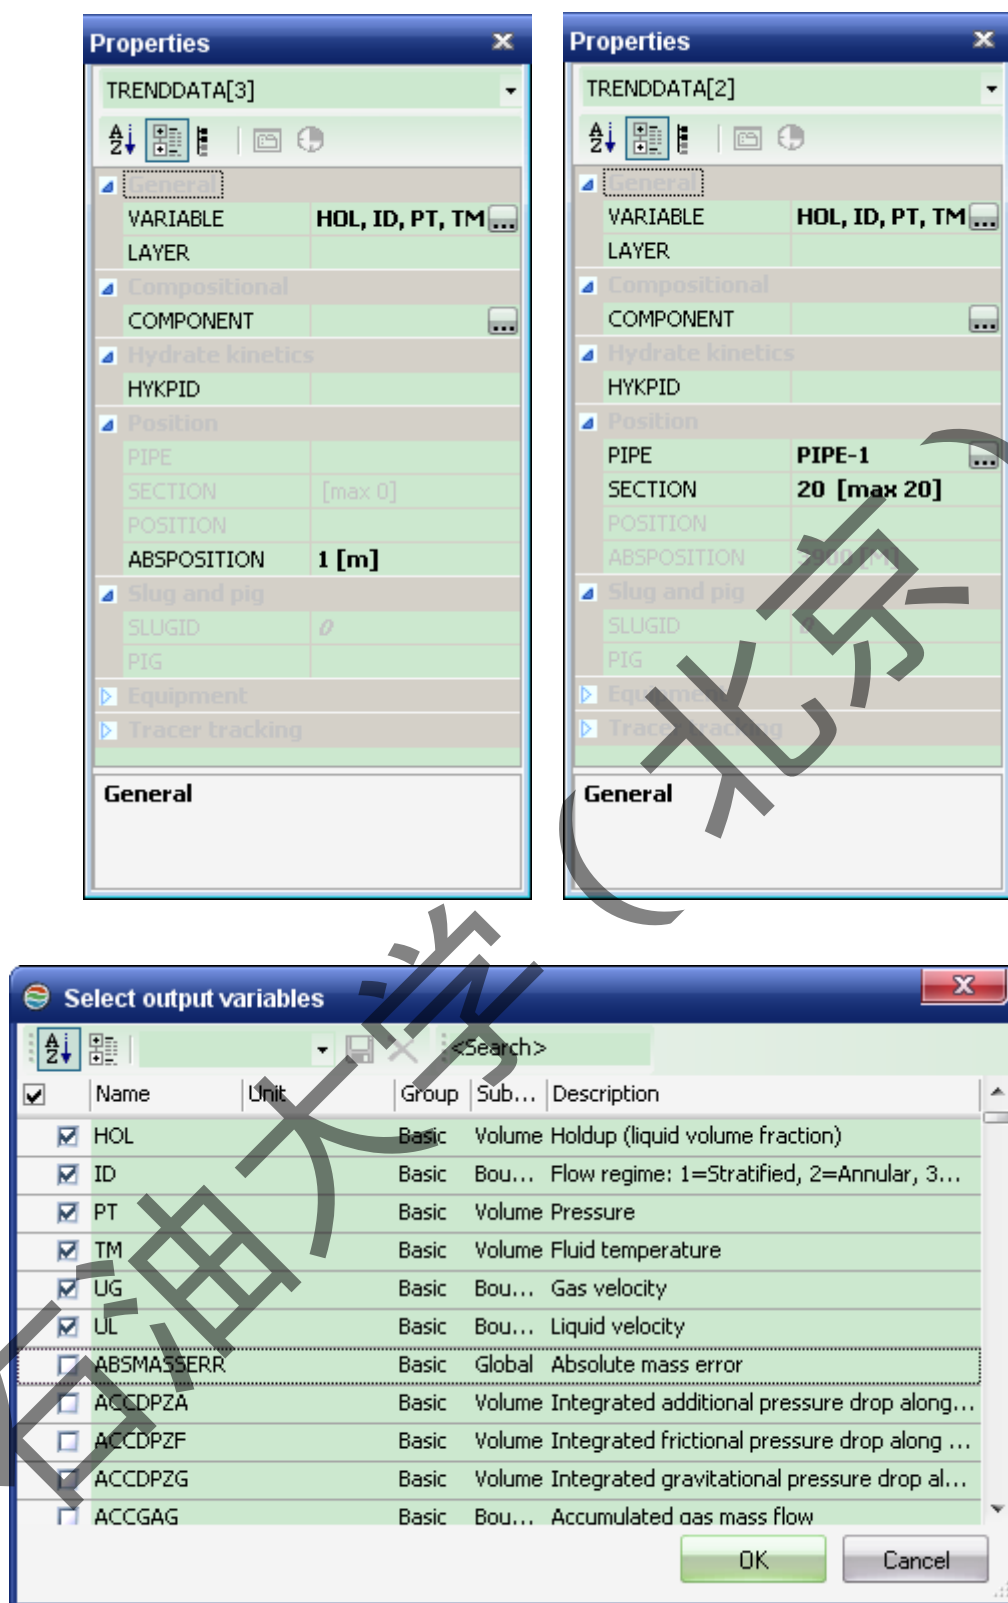 Properties
TRENDDATA[3]
General
VARIABLE HOL, ID, PT, TM ...
LAYER
Compositional
COMPONENT ...
Hydrate kinetics
HYKPID
Position
PIPE
SECTION [max 0]
POSITION
ABSPOSITION 1 [m]
Slug and pig
SLUGID 0
PIG
Equipment
Tracer tracking
General
Properties
TRENDDATA[2]
General
VARIABLE HOL, ID, PT, TM ...
LAYER
Compositional
COMPONENT ...
Hydrate kinetics
HYKPID
Position
PIPE PIPE-1 ...
SECTION 20 [max 20]
POSITION
ABSPOSITION 3900 [M]
Slug and pig
SLUGID 0
PIG
Equipment
Tracer tracking
General
Select output variables
<Search>
Name Unit Group Sub... Description
HOL Basic Volume Holdup (liquid volume fraction)
ID Basic Bou... Flow regime: 1=Stratified, 2=Annular, 3...
PT Basic Volume Pressure
TM Basic Volume Fluid temperature
UG Basic Bou... Gas velocity
UL Basic Bou... Liquid velocity
ABSMASSERR Basic Global Absolute mass error
ACCDPZA Basic Volume Integrated additional pressure drop along...
ACCDPZF Basic Volume Integrated frictional pressure drop along ...
ACCDPZG Basic Volume Integrated gravitational pressure drop al...
ACCGAG Basic Bou... Accumulated gas mass flow
OK Cancel
石油大学（北京）